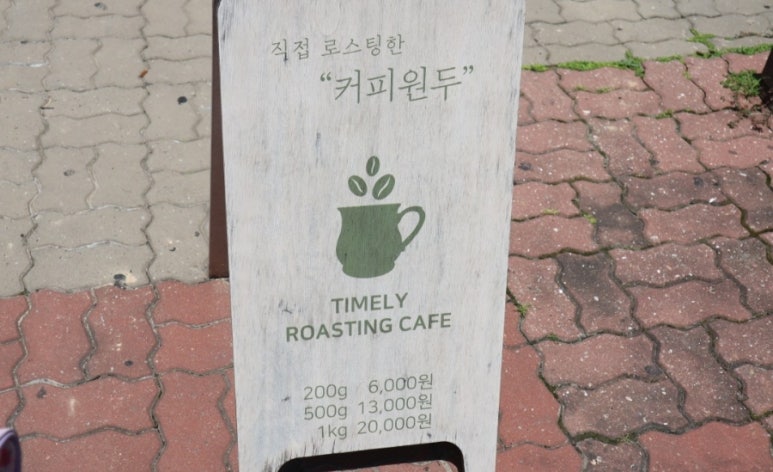 직접 로스팅한
“커피원두”
TIMELY
ROASTING CAFE
200g 6,000원
500g 13,000원
1kg 20,000원